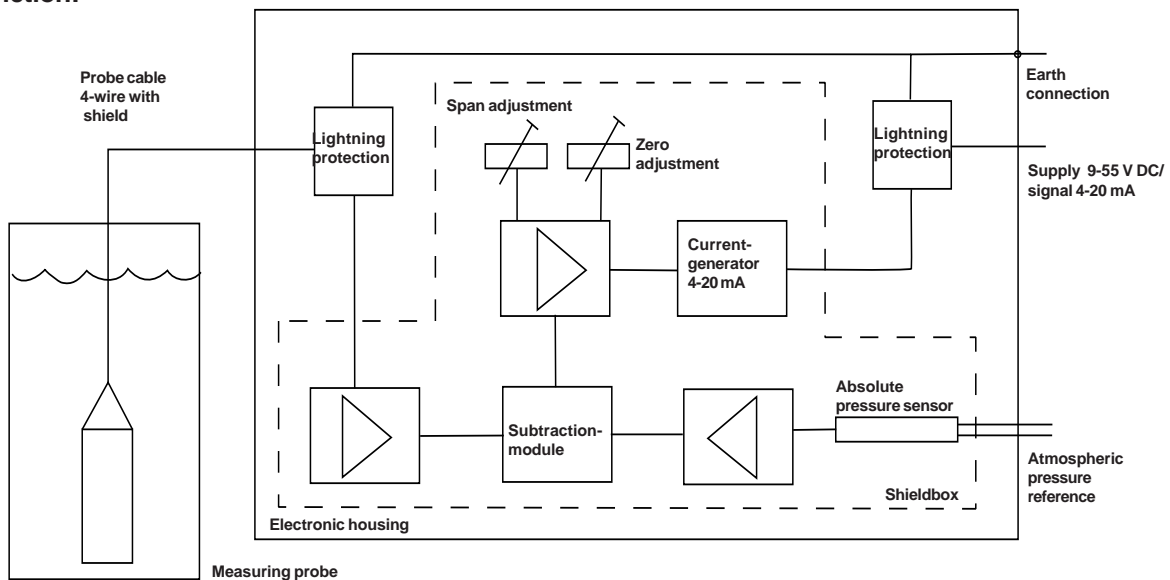 Probe cable
4-wire with
shield
Lightning
protection
Span adjustment
Zero
adjustment
Lightning
protection
Earth
connection
Supply 9-55 V DC/
signal 4-20 mA
Current-
generator
4-20 mA
Subtraction-
module
Absolute
pressure sensor
Atmospheric
pressure
reference
Shieldbox
Electronic housing
Measuring probe